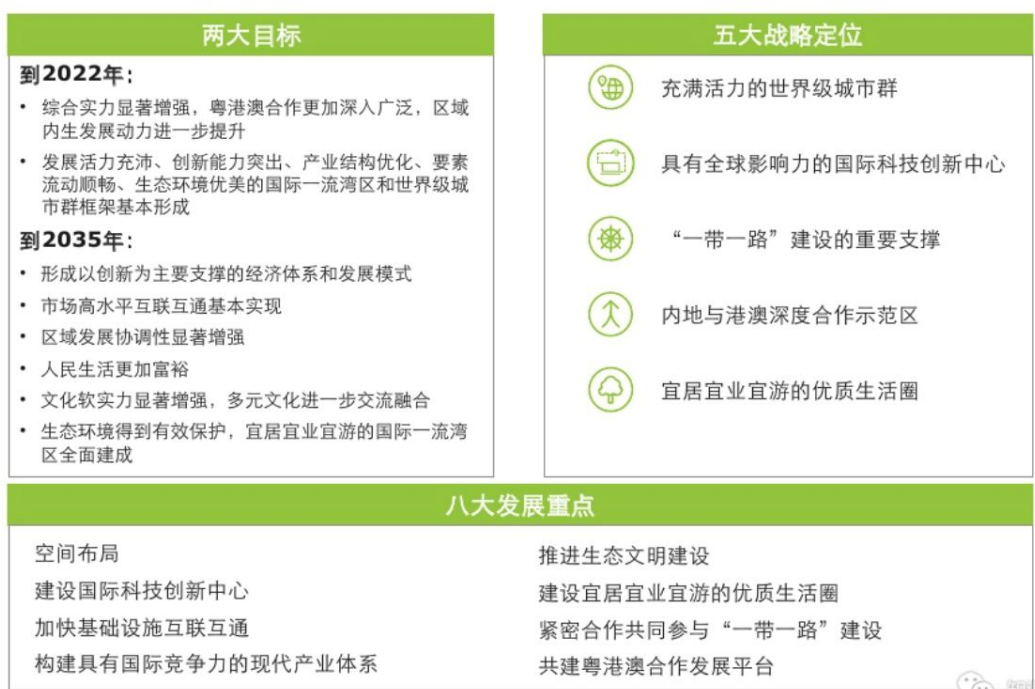 两大目标
到2022年：
• 综合实力显著增强，粤港澳合作更加深入广泛，区域
内生发展动力进一步提升
• 发展活力充沛、创新能力突出、产业结构优化、要素
流动顺畅、生态环境优美的国际一流湾区和世界级城
市群框架基本形成
到2035年：
• 形成以创新为主要支撑的经济体系和发展模式
• 市场高水平互联互通基本实现
• 区域发展协调性显著增强
• 人民生活更加富裕
• 文化软实力显著增强，多元文化进一步交流融合
• 生态环境得到有效保护，宜居宜业宜游的国际一流湾
区全面建成
五大战略定位
充满活力的世界级城市群
具有全球影响力的国际科技创新中心
“一带一路”建设的重要支撑
内地与港澳深度合作示范区
宜居宜业宜游的优质生活圈
八大发展重点
空间布局
建设国际科技创新中心
加快基础设施互联互通
构建具有国际竞争力的现代产业体系
推进生态文明建设
建设宜居宜业宜游的优质生活圈
紧密合作共同参与“一带一路”建设
共建粤港澳合作发展平台